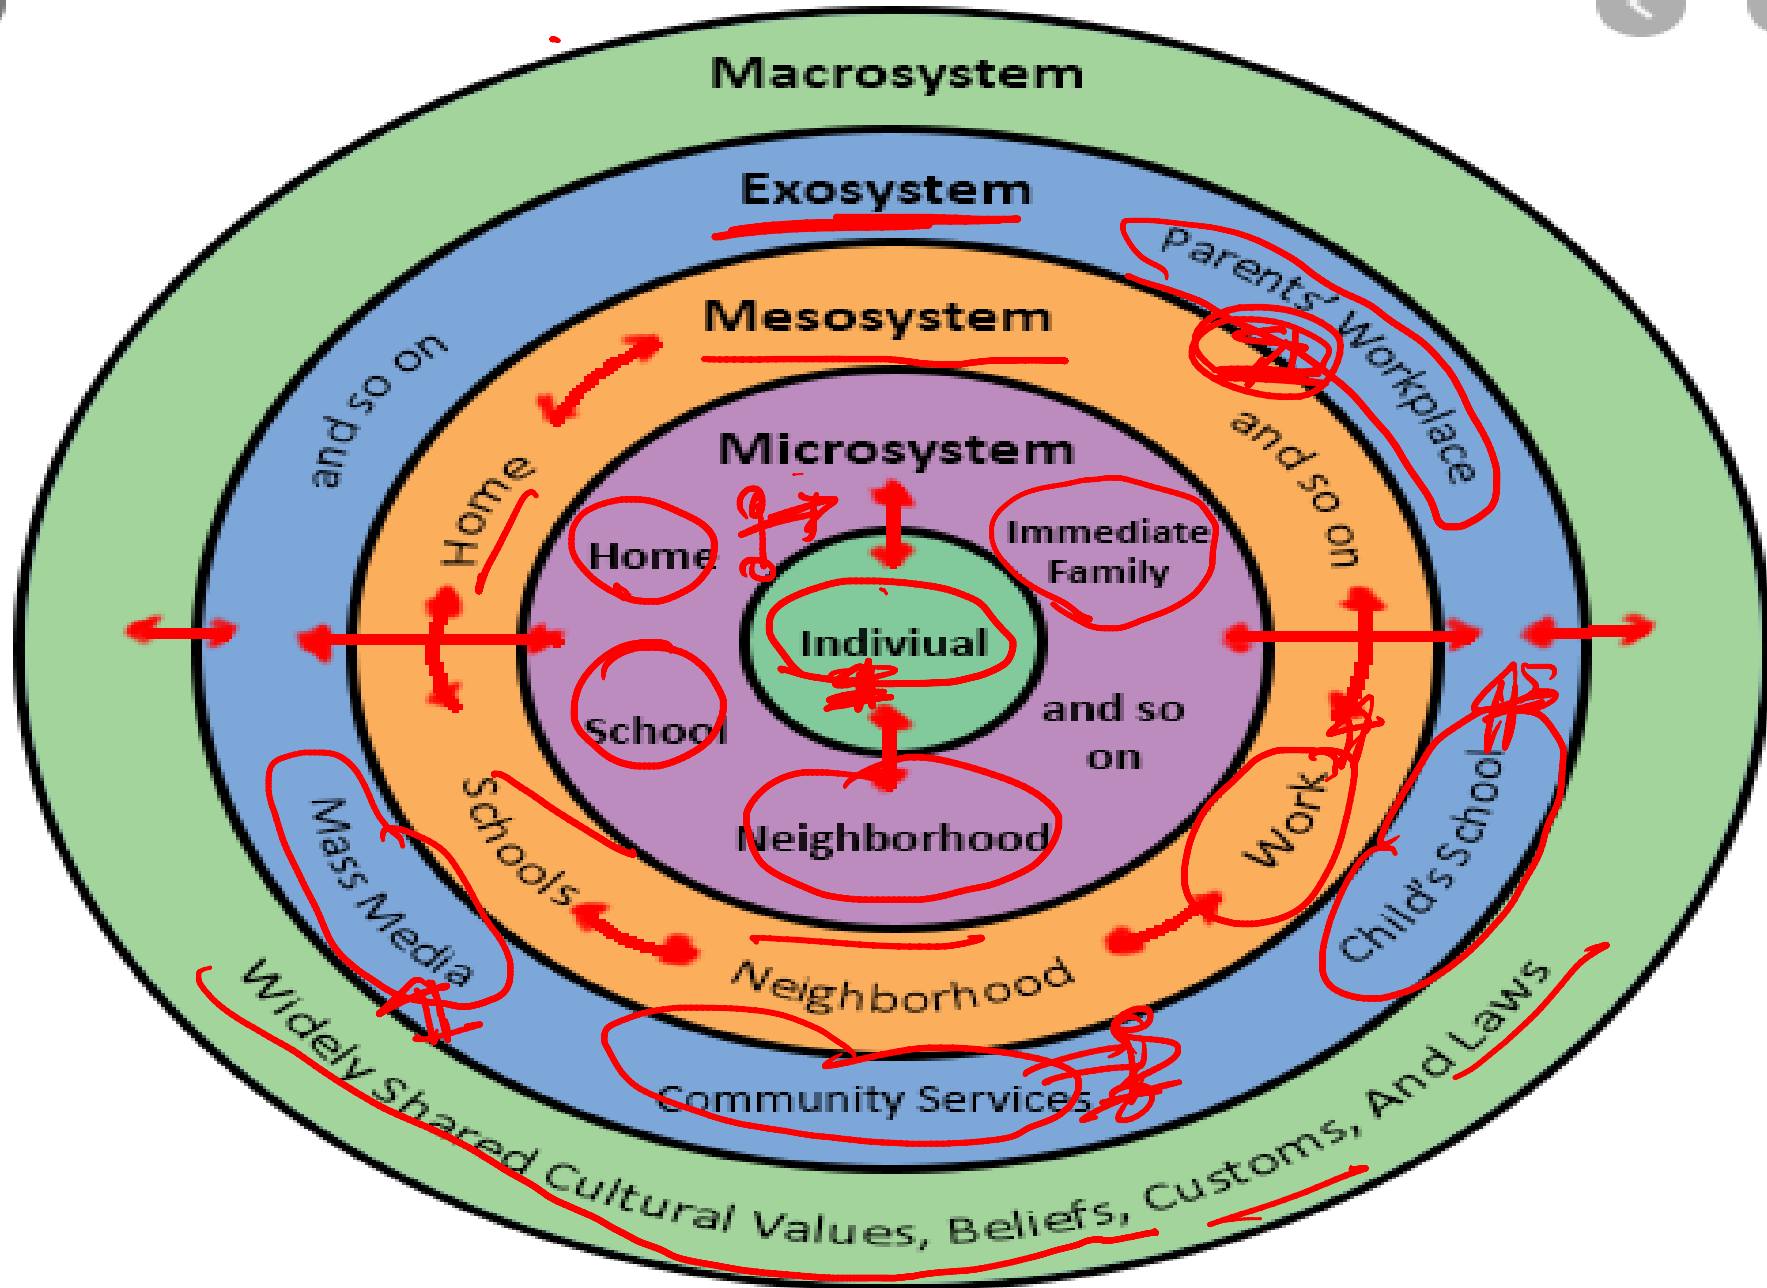 Macrosystem
Exosystem
Parents' Workplace
Mesosystem
and so on
and so on
Microsystem
Home
Home
Immediate
Family
Indiviual
School
and so
on
Neighborhood
Schools
Work
Mass Media
Child's School
Neighborhood
Community Services
Widely Shared Cultural Values, Beliefs, Customs, And Laws